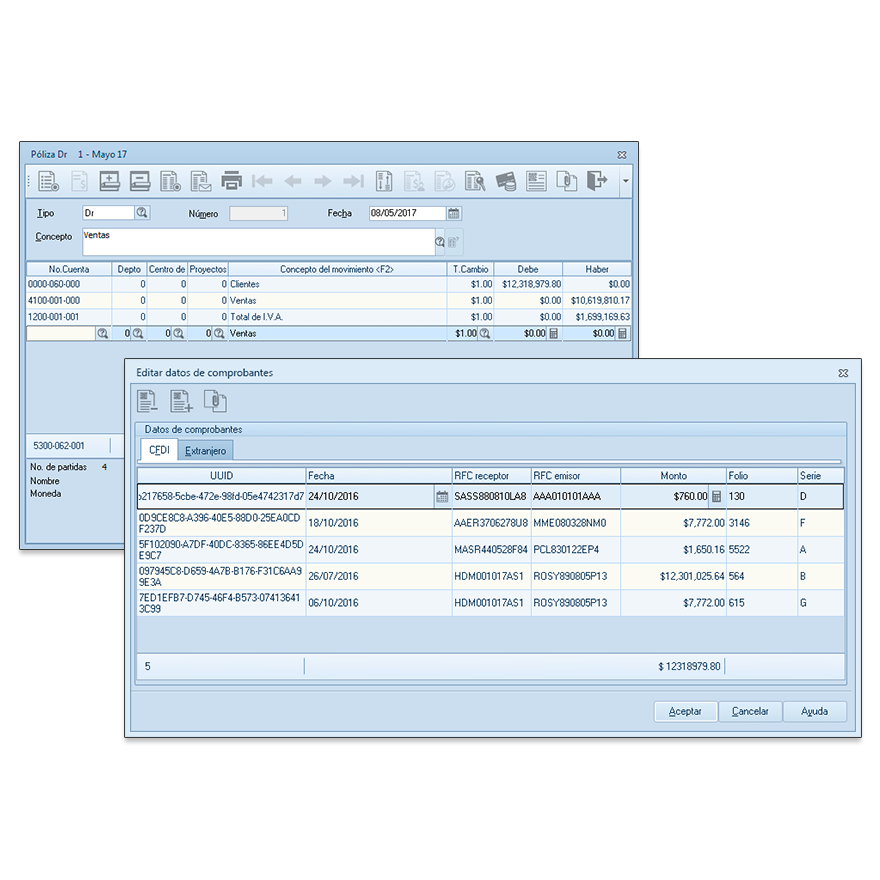 Póliza Dr 1 - Mayo 17
Tipo Dr Número 1 Fecha 08/05/2017
Concepto Ventas
No.Cuenta Depto Centro de Proyectos Concepto del movimiento <F2> T.Cambio Debe Haber
0000-060-000 0 0 0 Clientes $1.00 $12,318,979.80 $0.00
4100-001-000 0 0 0 Ventas $1.00 $0.00 $10,619,810.17
1200-001-001 0 0 0 Total de I.V.A. $1.00 $0.00 $1,699,169.63
0 0 0 Ventas $1.00 $0.00 $0.00
5300-062-001
No. de partidas 4
Nombre
Moneda
Editar datos de comprobantes
Datos de comprobantes
CFDI Extranjero
UUID Fecha RFC receptor RFC emisor Monto Folio Serie
217658-5cbe-472e-98fd-05e4742317d7 24/10/2016 SASS880810LA8 AAA010101AAA $760.00 130 D
0D9CE8C8-A396-40E5-88D0-25EA0CD
F237D 18/10/2016 AAER3706278U8 MME080328NM0 $7,772.00 3146 F
5F102090-A7DF-40DC-8365-86EE4D5D
E9C7 24/10/2016 MASR440528F84 PCL830122EP4 $1,650.16 5522 A
097945C8-D659-4A7B-B176-F31C6AA9
9E3A 26/07/2016 HDM001017AS1 ROSY890805P13 $12,301,025.64 564 B
7ED1EFB7-D745-46F4-B573-07413641
3C99 06/10/2016 HDM001017AS1 ROSY890805P13 $7,772.00 615 G
5 $ 12318979.80
Aceptar Cancelar Ayuda